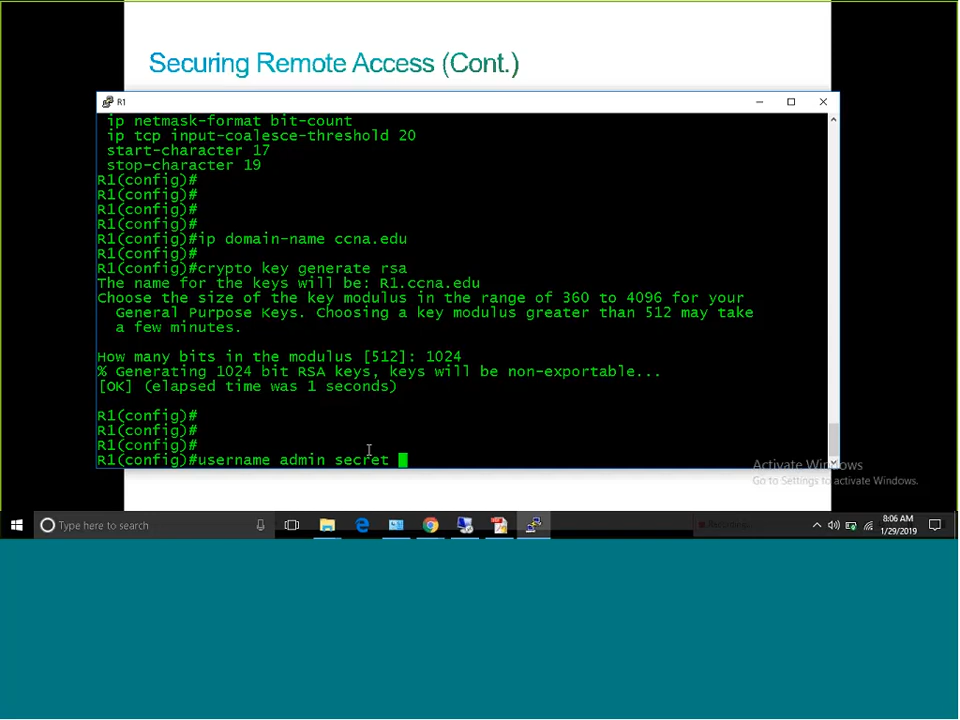 Securing Remote Access (Cont.)
R1
ip netmask-format bit-count
ip tcp input-coalesce-threshold 20
start-character 17
stop-character 19
R1(config)#
R1(config)#
R1(config)#
R1(config)#
R1(config)#ip domain-name ccna.edu
R1(config)#
R1(config)#crypto key generate rsa
The name for the keys will be: R1.ccna.edu
Choose the size of the key modulus in the range of 360 to 4096 for your
General Purpose Keys. Choosing a key modulus greater than 512 may take
a few minutes.
How many bits in the modulus [512]: 1024
% Generating 1024 bit RSA keys, keys will be non-exportable...
[OK] (elapsed time was 1 seconds)
R1(config)#
R1(config)#
R1(config)#
R1(config)#username admin secret
Activate Windows
Go to Settings to activate Windows.
Type here to search
8:06 AM
1/29/2019